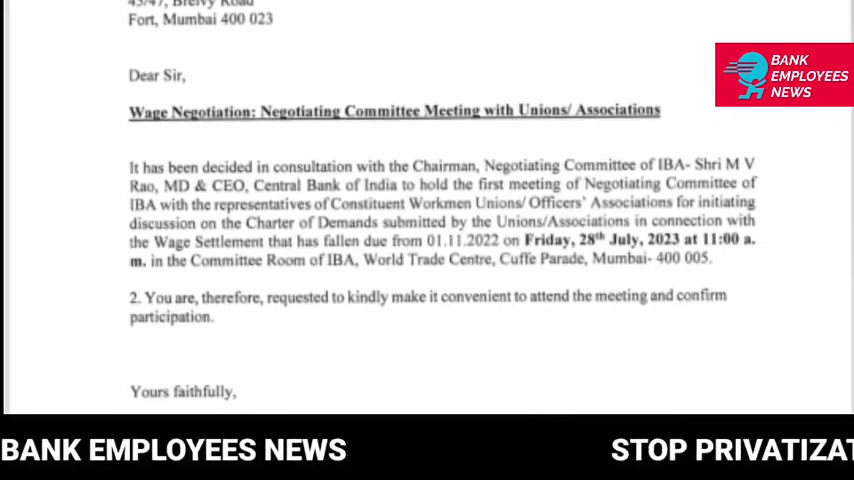 Fort, Mumbai 400 023
Dear Sir,
Wage Negotiation: Negotiating Committee Meeting with Unions/ Associations
It has been decided in consultation with the Chairman, Negotiating Committee of IBA- Shri M V
Rao, MD & CEO, Central Bank of India to hold the first meeting of Negotiating Committee of
IBA with the representatives of Constituent Workmen Unions/ Officers' Associations for initiating
discussion on the Charter of Demands submitted by the Unions/Associations in connection with
the Wage Settlement that has fallen due from 01.11.2022 on Friday, 28th July, 2023 at 11:00 a.
m. in the Committee Room of IBA, World Trade Centre, Cuffe Parade, Mumbai- 400 005.
2. You are, therefore, requested to kindly make it convenient to attend the meeting and confirm
participation.
Yours faithfully,
BANK
EMPLOYEES
NEWS
BANK EMPLOYEES NEWS
STOP PRIVATIZAT